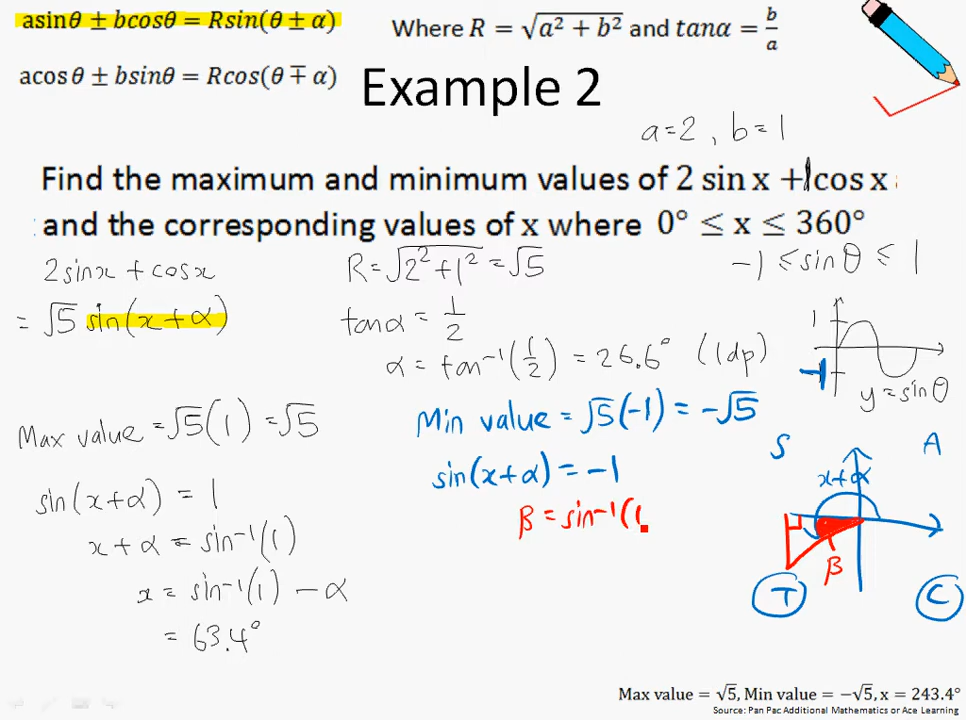 asinθ ± bcosθ = Rsin(θ ± α)
Where R = √(a² + b²) and tanα = b/a
acosθ ± bsinθ = Rcos(θ ∓ α)
Example 2
a=2, b=1
Find the maximum and minimum values of 2 sin x + 1 cos x
and the corresponding values of x where 0° ≤ x ≤ 360°
2sinx + cosx
= √5 sin(x+α)
R = √(2² + 1²) = √5
tanα = 1/2
α = tan⁻¹(1/2) = 26.6° (1dp)
-1 ≤ sinθ ≤ 1
1
-1
y = sinθ
Max value = √5(1) = √5
sin(x+α) = 1
x+α = sin⁻¹(1)
x = sin⁻¹(1) - α
= 63.4°
Min value = √5(-1) = -√5
sin(x+α) = -1
β = sin⁻¹(1
S
A
x+α
β
T
C
Max value = √5, Min value = −√5, x = 243.4°
Source: Pan Pac Additional Mathematics or Ace Learning